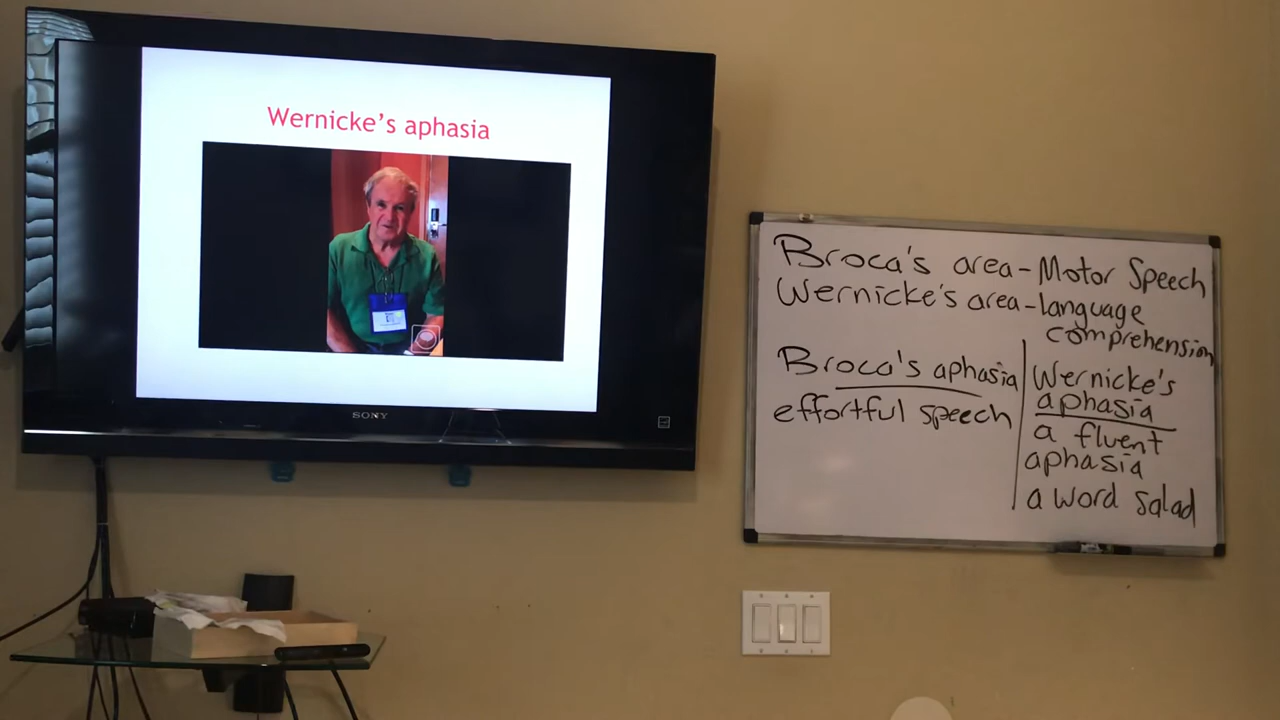 Wernicke's aphasia
SONY
Broca's area - Motor Speech
Wernicke's area - language
comprehension
Broca's aphasia
effortful speech
Wernicke's
aphasia
a fluent
aphasia
a word salad